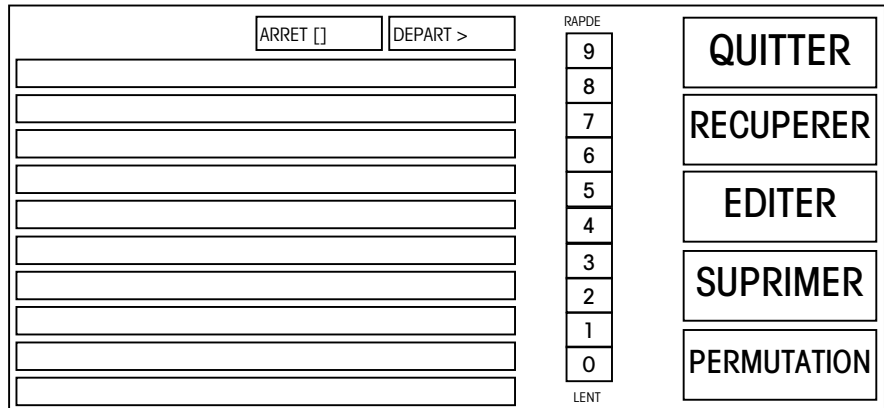 ARRET []
DEPART >
RAPDE
9
8
7
6
5
4
3
2
1
0
LENT
QUITTER
RECUPERER
EDITER
SUPRIMER
PERMUTATION